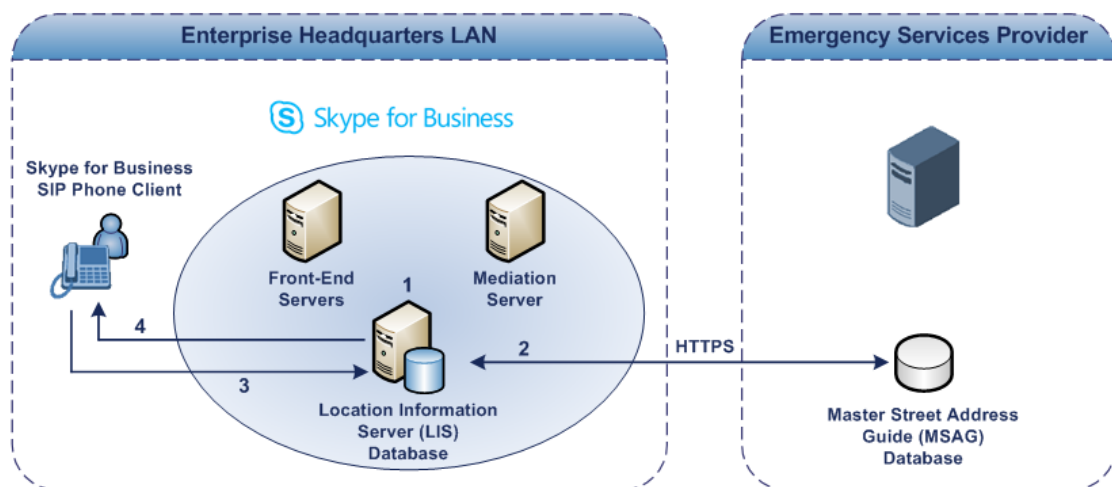 Enterprise Headquarters LAN
Emergency Services Provider
S Skype for Business
Skype for Business
SIP Phone Client
Front-End
Servers
Mediation
Server
1
4
2
HTTPS
3
Location Information
Server (LIS)
Database
Master Street Address
Guide (MSAG)
Database